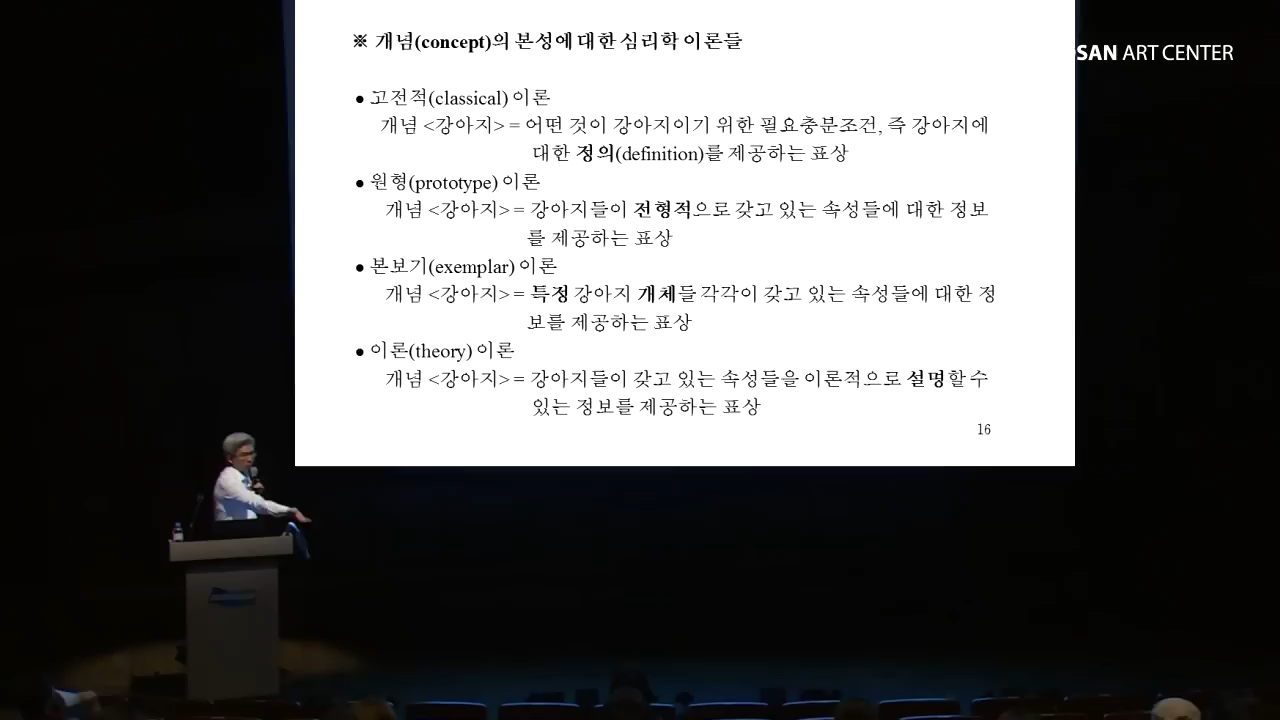 ※ 개념(concept)의 본성에 대한 심리학 이론들
SAN ART CENTER
● 고전적(classical) 이론
개념 <강아지> = 어떤 것이 강아지이기 위한 필요충분조건, 즉 강아지에
대한 정의(definition)를 제공하는 표상
● 원형(prototype) 이론
개념 <강아지> = 강아지들이 전형적으로 갖고 있는 속성들에 대한 정보
를 제공하는 표상
● 본보기(exemplar) 이론
개념 <강아지> = 특정 강아지 개체들 각각이 갖고 있는 속성들에 대한 정
보를 제공하는 표상
● 이론(theory) 이론
개념 <강아지> = 강아지들이 갖고 있는 속성들을 이론적으로 설명할 수
있는 정보를 제공하는 표상
16